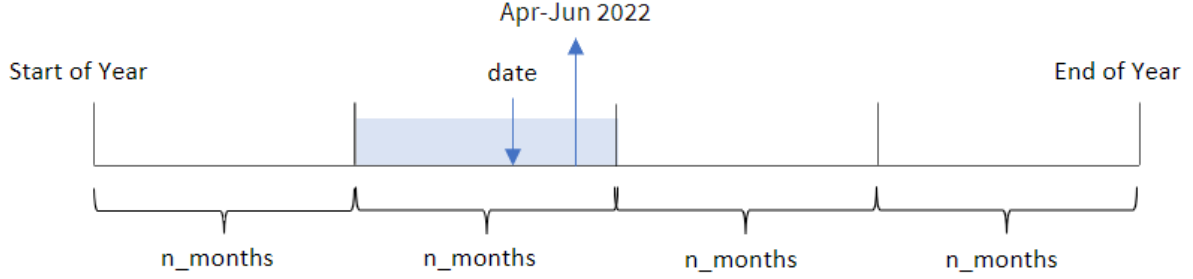 Apr-Jun 2022
Start of Year
date
End of Year
n_months
n_months
n_months
n_months